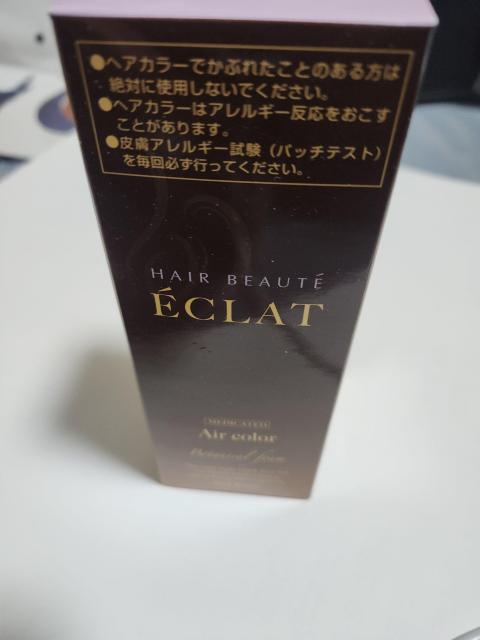 ●ヘアカラーでかぶれたことのある方は
絶対に使用しないでください。
●ヘアカラーはアレルギー反応をおこす
ことがあります。
●皮膚アレルギー試験（パッチテスト）
を毎回必ず行ってください。
HAIR BEAUTÉ
ÉCLAT
MEDICATED
Air color
Botanical foam